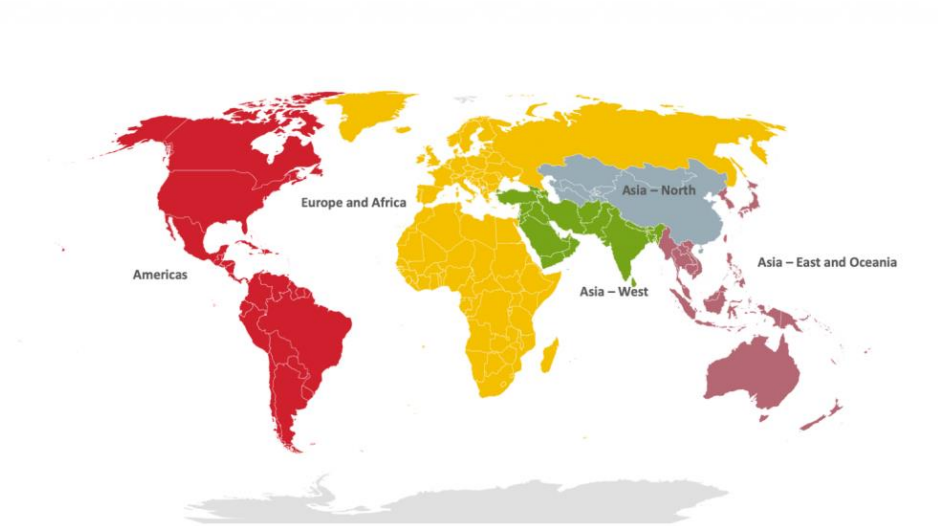 Asia – North
Europe and Africa
Asia – East and Oceania
Americas
Asia – West